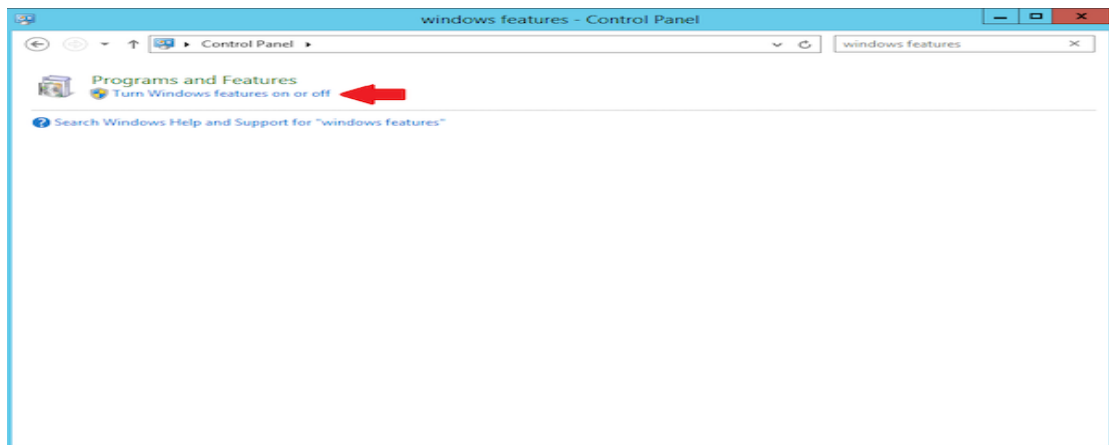 windows features - Control Panel
Control Panel
windows features
Programs and Features
Turn Windows features on or off
Search Windows Help and Support for "windows features"